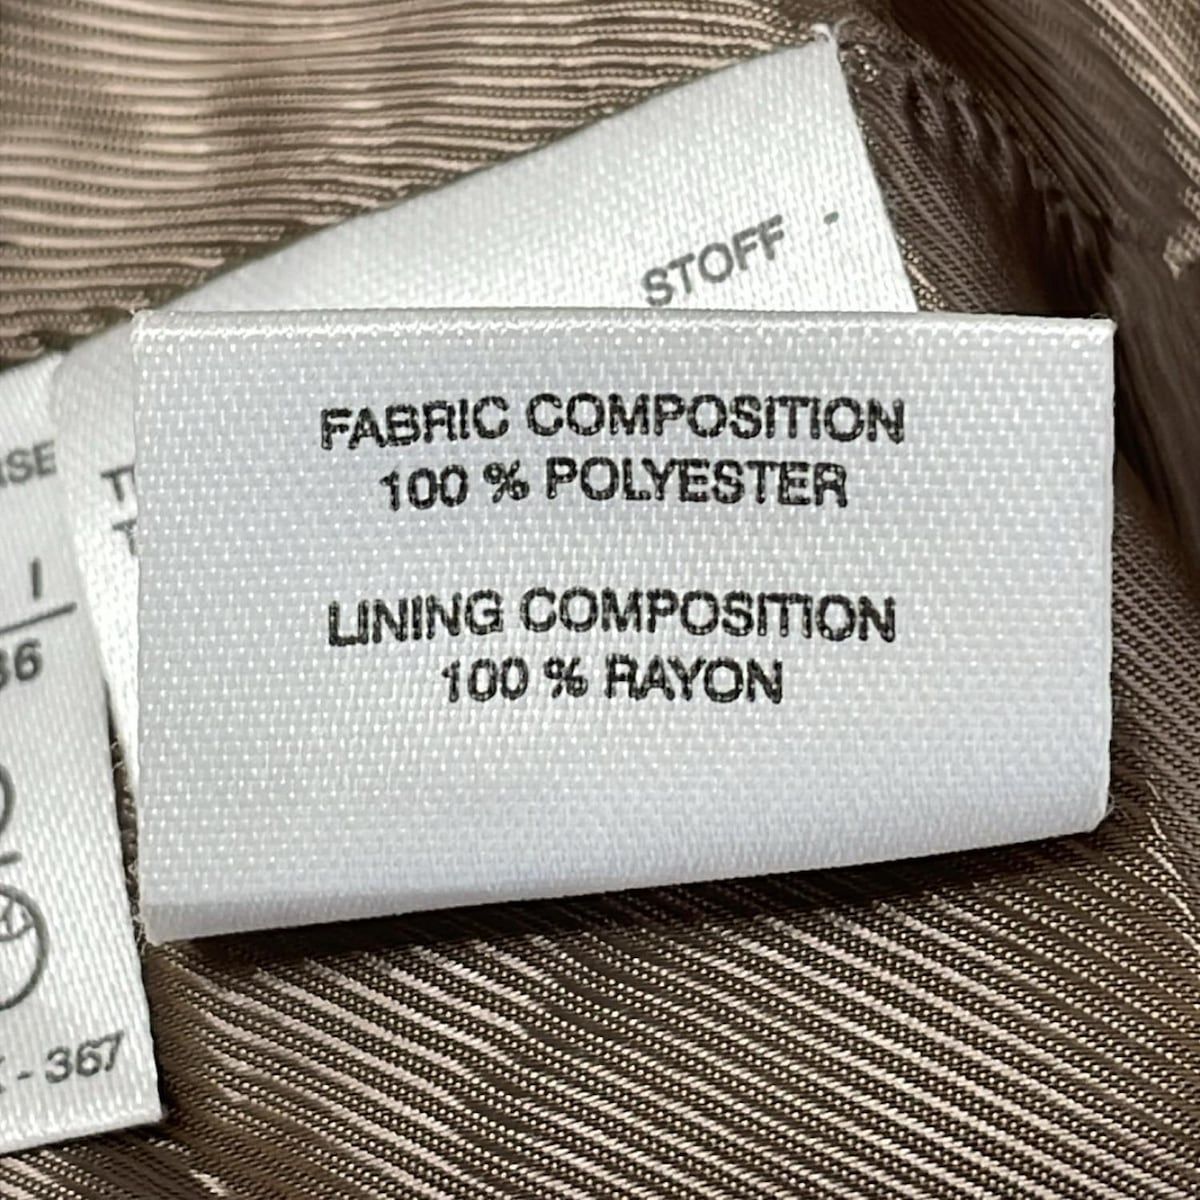 STOFF -
FABRIC COMPOSITION
100 % POLYESTER
LINING COMPOSITION
100 % RAYON
I
36
- 367